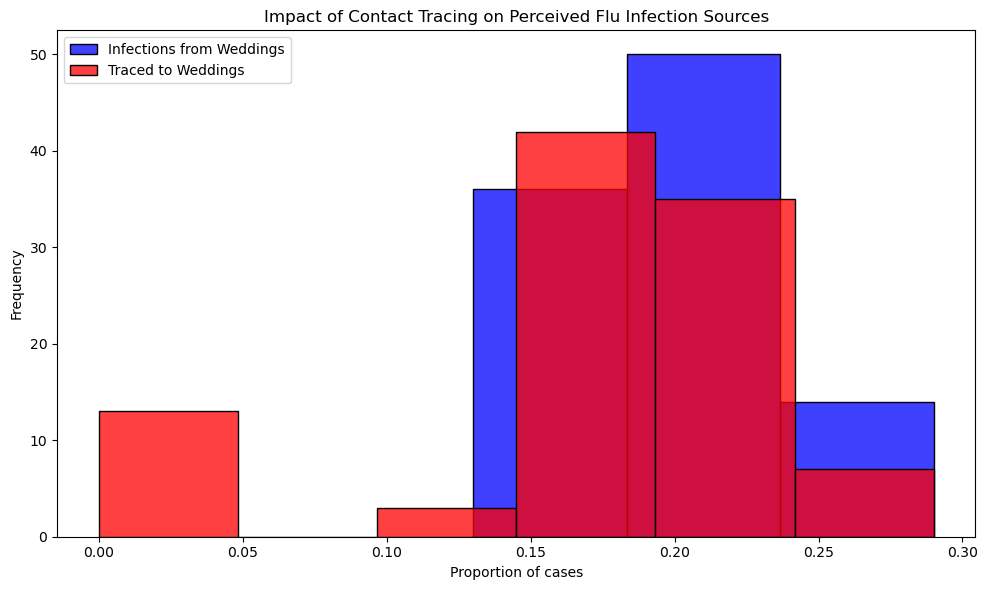 Impact of Contact Tracing on Perceived Flu Infection Sources
Infections from Weddings
Traced to Weddings
Frequency
50
40
30
20
10
0
0.00 0.05 0.10 0.15 0.20 0.25 0.30
Proportion of cases